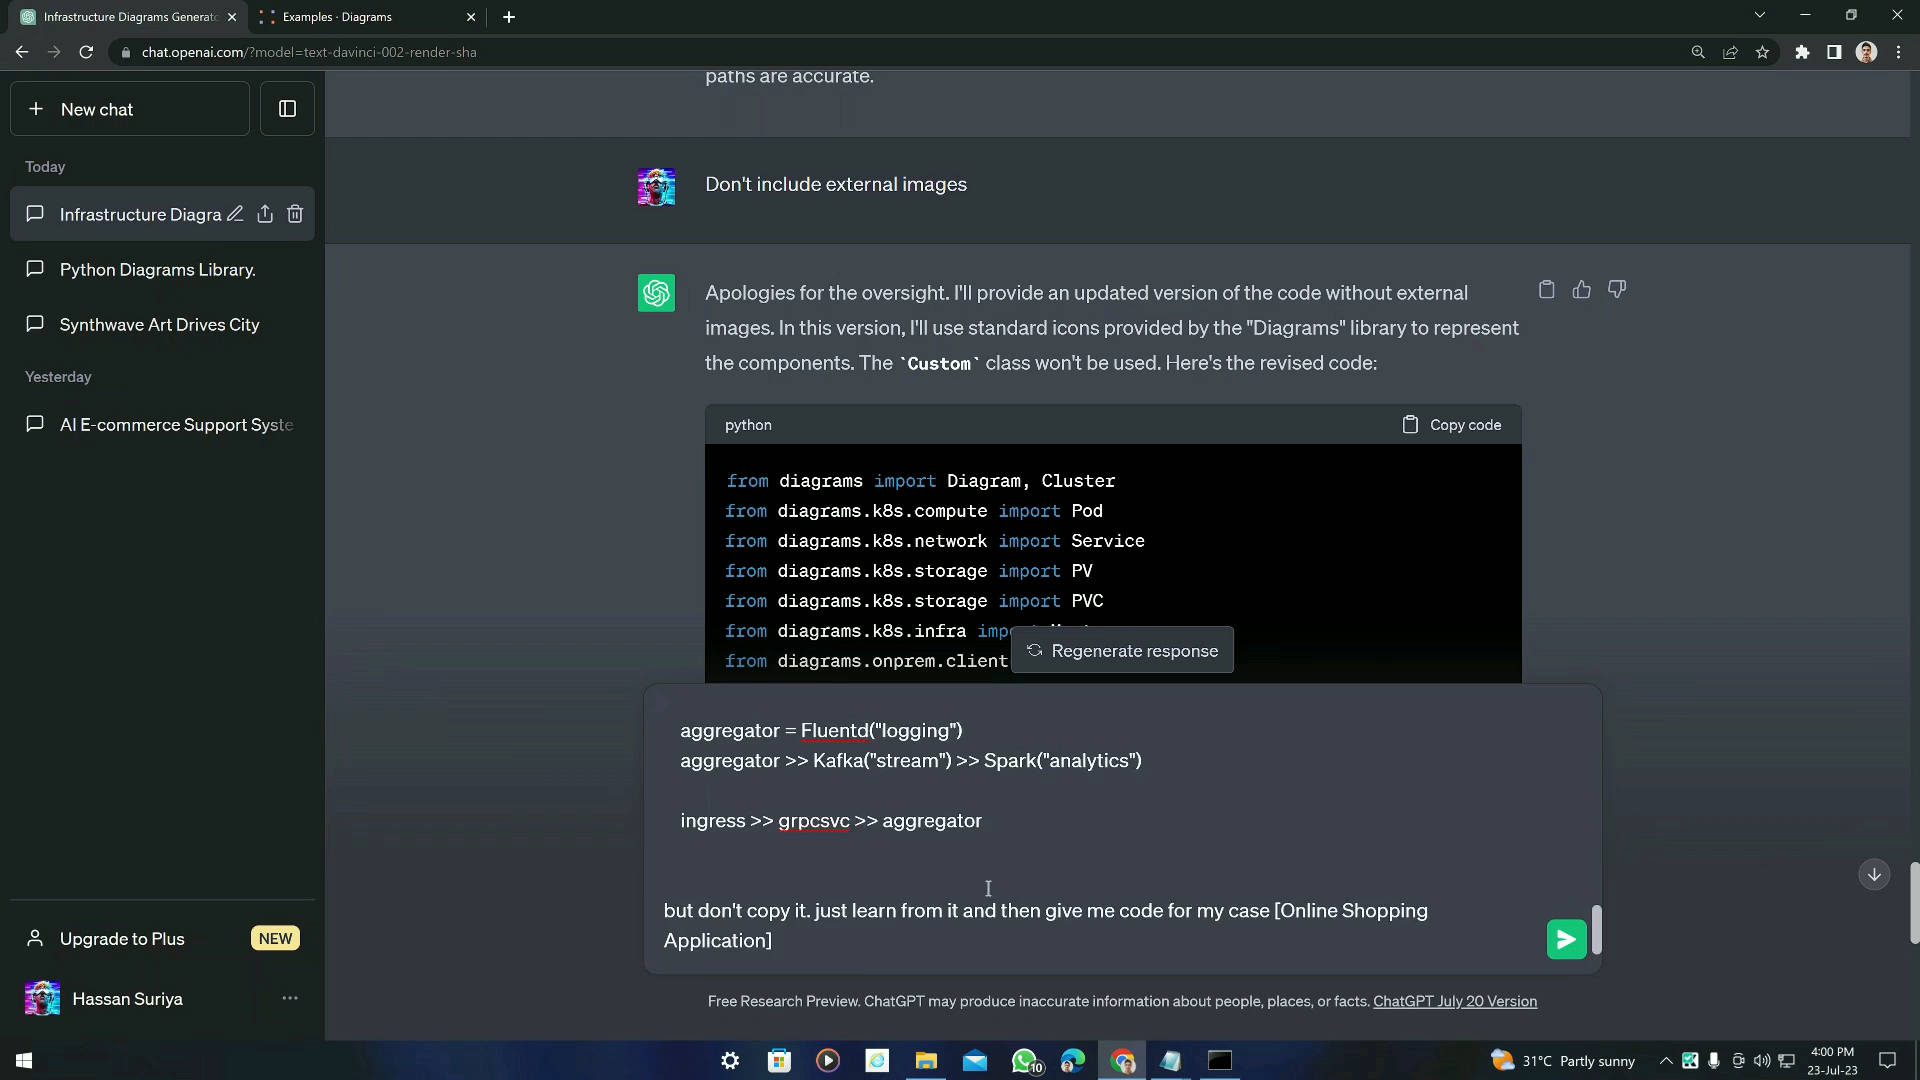 Infrastructure Diagrams Generato
Examples · Diagrams
chat.openai.com/?model=text-davinci-002-render-sha
New chat
Today
Infrastructure Diagra
Python Diagrams Library.
Synthwave Art Drives City
Yesterday
AI E-commerce Support Syste
Upgrade to Plus
NEW
Hassan Suriya
paths are accurate.
Don't include external images
Apologies for the oversight. I'll provide an updated version of the code without external
images. In this version, I'll use standard icons provided by the "Diagrams" library to represent
the components. The `Custom` class won't be used. Here's the revised code:
python
Copy code
from diagrams import Diagram, Cluster
from diagrams.k8s.compute import Pod
from diagrams.k8s.network import Service
from diagrams.k8s.storage import PV
from diagrams.k8s.storage import PVC
from diagrams.k8s.infra
from diagrams.onprem.client
Regenerate response
aggregator = Fluentd("logging")
aggregator >> Kafka("stream") >> Spark("analytics")
ingress >> grpcsvc >> aggregator
but don't copy it. just learn from it and then give me code for my case [Online Shopping
Application]
Free Research Preview. ChatGPT may produce inaccurate information about people, places, or facts. ChatGPT July 20 Version
10
31°C Partly sunny
4:00 PM
23-Jul-23